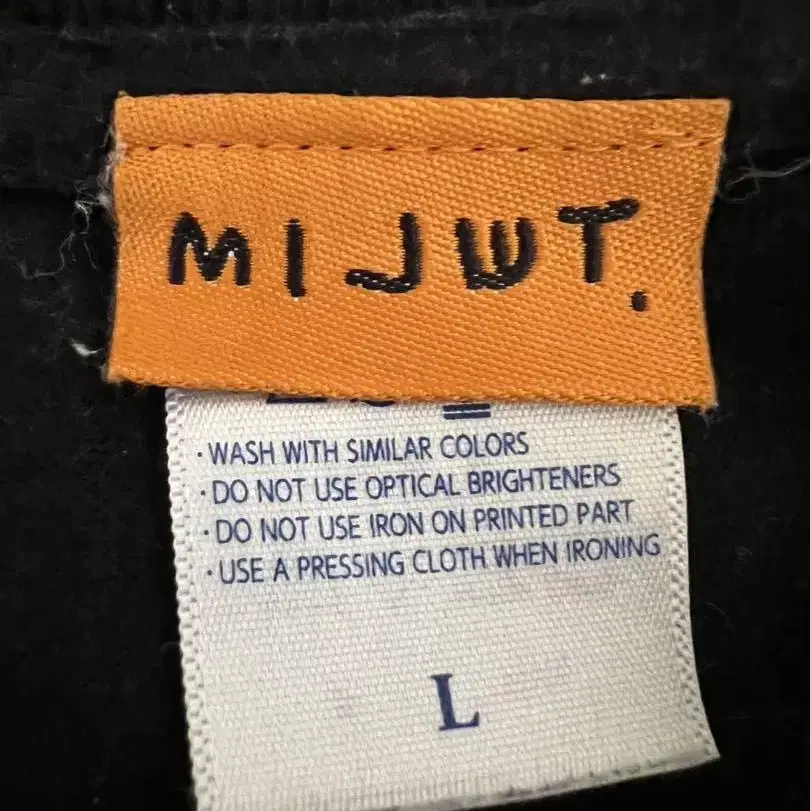 MIJWT.
· WASH WITH SIMILAR COLORS
· DO NOT USE OPTICAL BRIGHTENERS
· DO NOT USE IRON ON PRINTED PART
· USE A PRESSING CLOTH WHEN IRONING
L